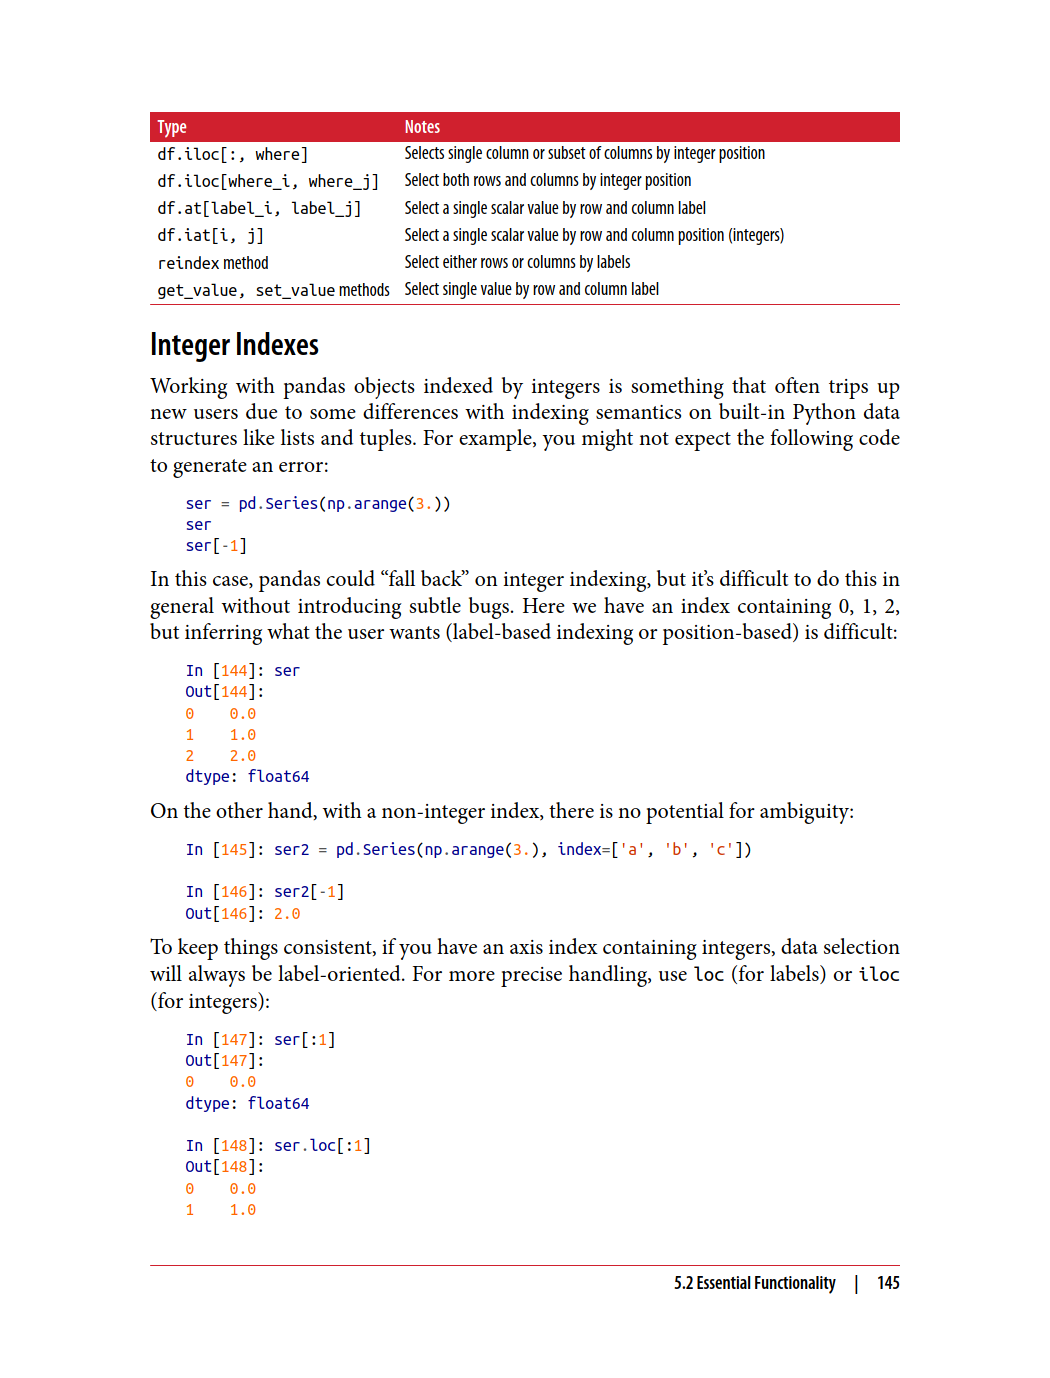 Type Notes
df.iloc[:, where] Selects single column or subset of columns by integer position
df.iloc[where_i, where_j] Select both rows and columns by integer position
df.at[label_i, label_j] Select a single scalar value by row and column label
df.iat[i, j] Select a single scalar value by row and column position (integers)
reindex method Select either rows or columns by labels
get_value, set_value methods Select single value by row and column label
Integer Indexes
Working with pandas objects indexed by integers is something that often trips up
new users due to some differences with indexing semantics on built-in Python data
structures like lists and tuples. For example, you might not expect the following code
to generate an error:
ser = pd.Series(np.arange(3.))
ser
ser[-1]
In this case, pandas could “fall back” on integer indexing, but it’s difficult to do this in
general without introducing subtle bugs. Here we have an index containing 0, 1, 2,
but inferring what the user wants (label-based indexing or position-based) is difficult:
In [144]: ser
Out[144]:
0    0.0
1    1.0
2    2.0
dtype: float64
On the other hand, with a non-integer index, there is no potential for ambiguity:
In [145]: ser2 = pd.Series(np.arange(3.), index=['a', 'b', 'c'])
In [146]: ser2[-1]
Out[146]: 2.0
To keep things consistent, if you have an axis index containing integers, data selection
will always be label-oriented. For more precise handling, use loc (for labels) or iloc
(for integers):
In [147]: ser[:1]
Out[147]:
0    0.0
dtype: float64
In [148]: ser.loc[:1]
Out[148]:
0    0.0
1    1.0
5.2 Essential Functionality | 145